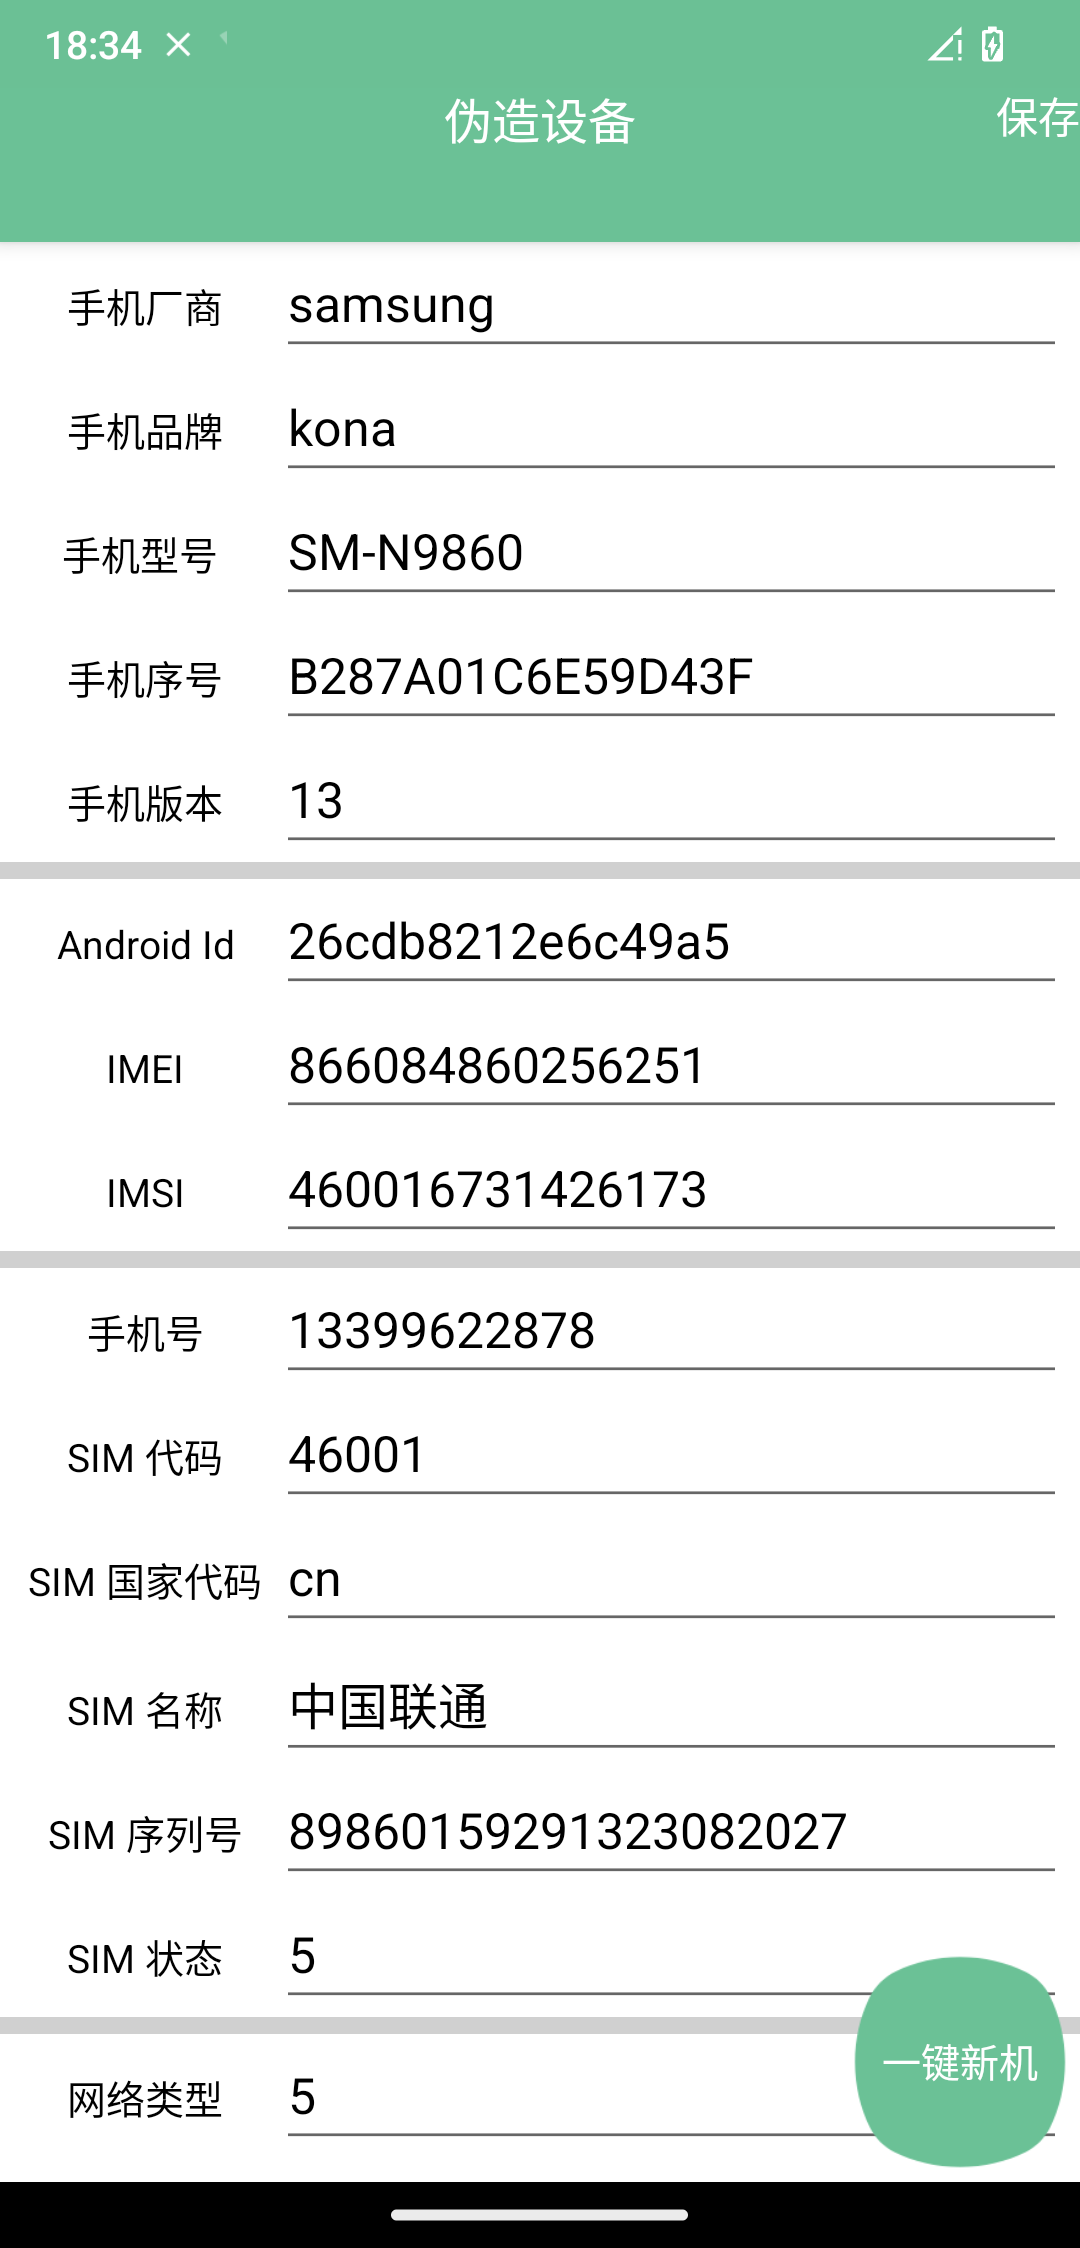 18:34
伪造设备
保存
手机厂商 samsung
手机品牌 kona
手机型号 SM-N9860
手机序号 B287A01C6E59D43F
手机版本 13
Android Id 26cdb8212e6c49a5
IMEI 866084860256251
IMSI 460016731426173
手机号 13399622878
SIM 代码 46001
SIM 国家代码 cn
SIM 名称 中国联通
SIM 序列号 89860159291323082027
SIM 状态 5
网络类型 5
一键新机